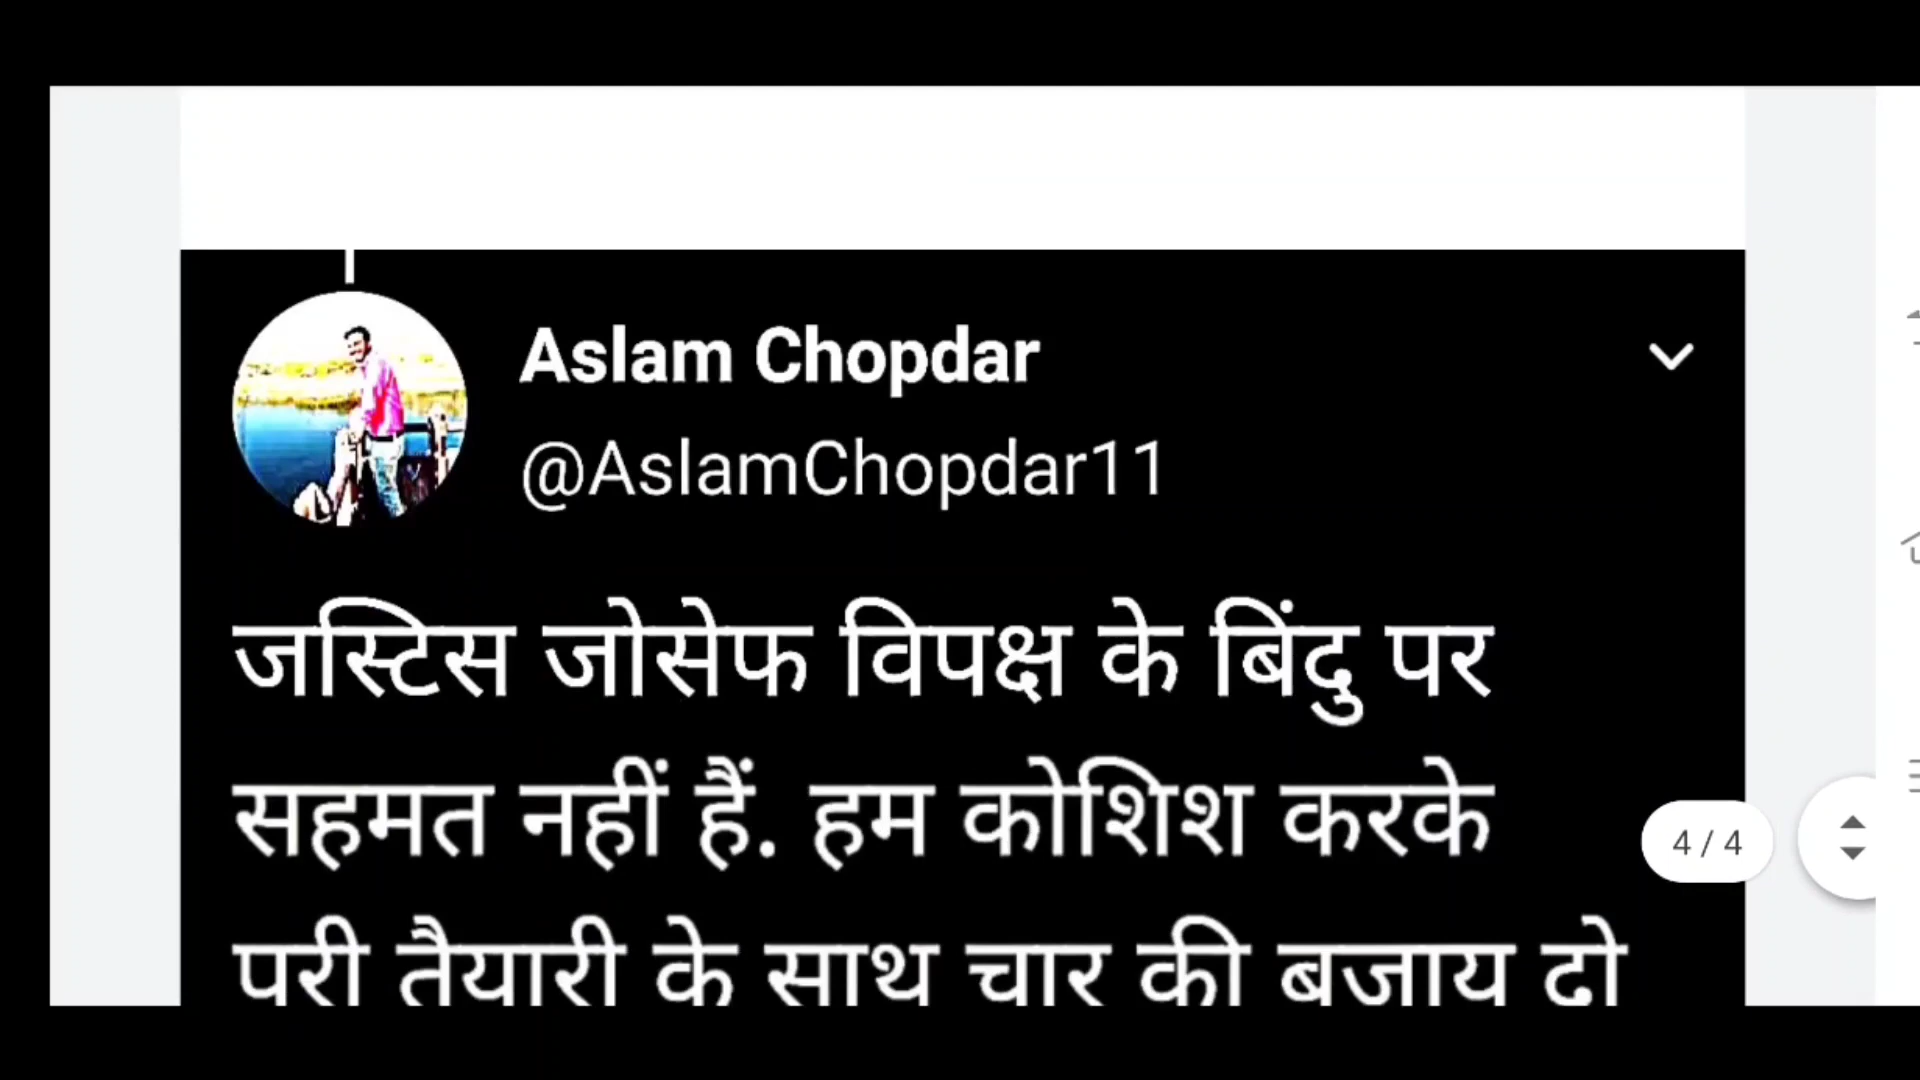 Aslam Chopdar
@AslamChopdar11
जस्टिस जोसेफ विपक्ष के बिंदु पर
सहमत नहीं हैं. हम कोशिश करके
4 / 4
परी तैयारी के साथ चार की बजाय दो